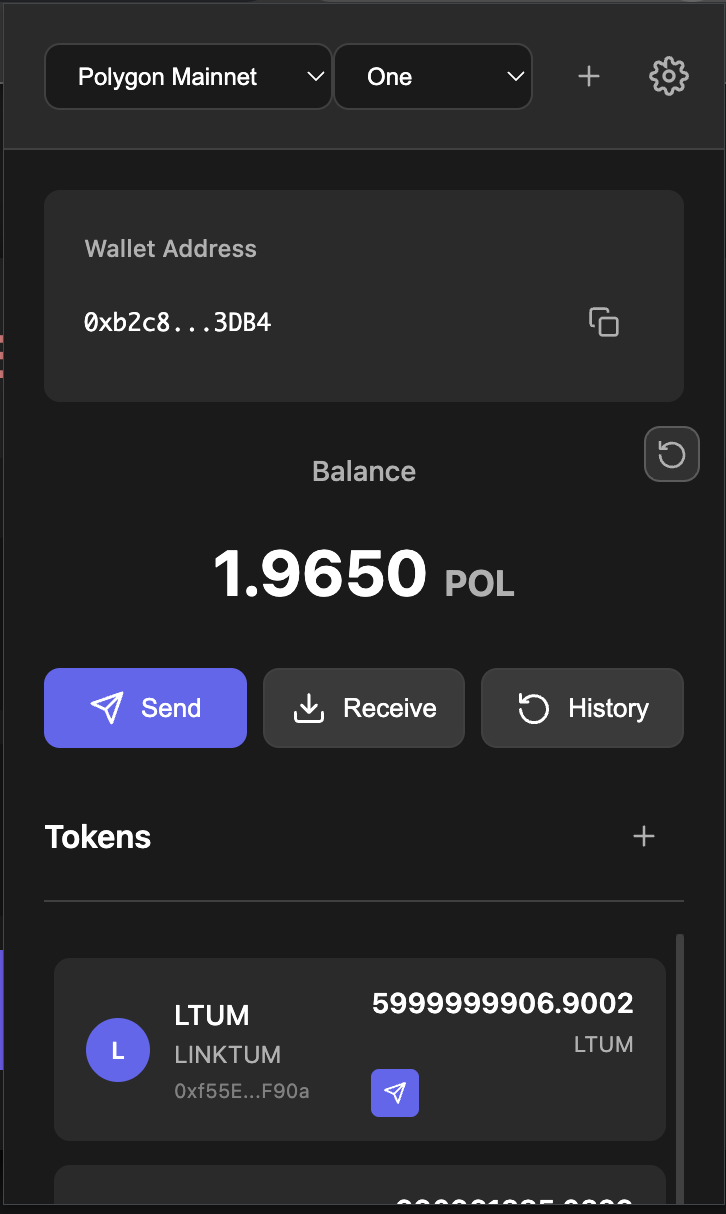 Polygon Mainnet One
Wallet Address
0xb2c8...3DB4
Balance
1.9650 POL
Send Receive History
Tokens
L
LTUM
LINKTUM
0xf55E...F90a
5999999906.9002
LTUM